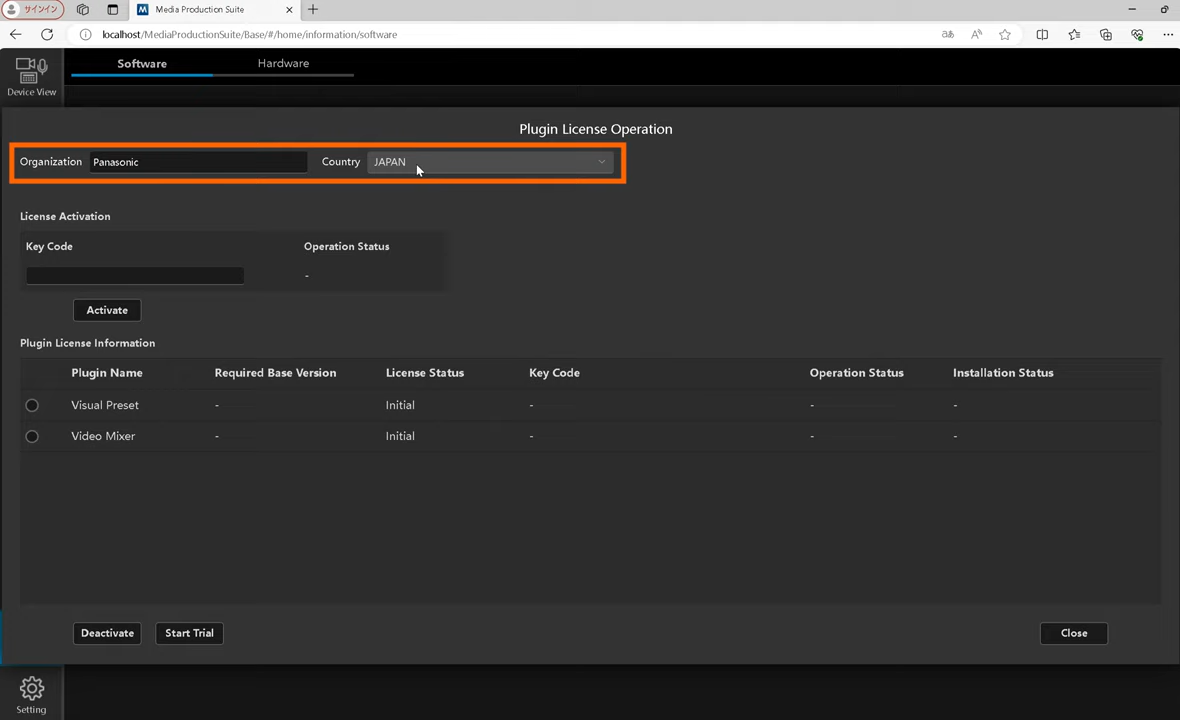 サインイン
Media Production Suite
localhost/MediaProductionSuite/Base/#/home/information/software
Device View
Software
Hardware
Plugin License Operation
Organization Panasonic Country JAPAN
License Activation
Key Code Operation Status
-
Activate
Plugin License Information
Plugin Name Required Base Version License Status Key Code Operation Status Installation Status
Visual Preset - Initial - - -
Video Mixer - Initial - - -
Deactivate Start Trial Close
Setting